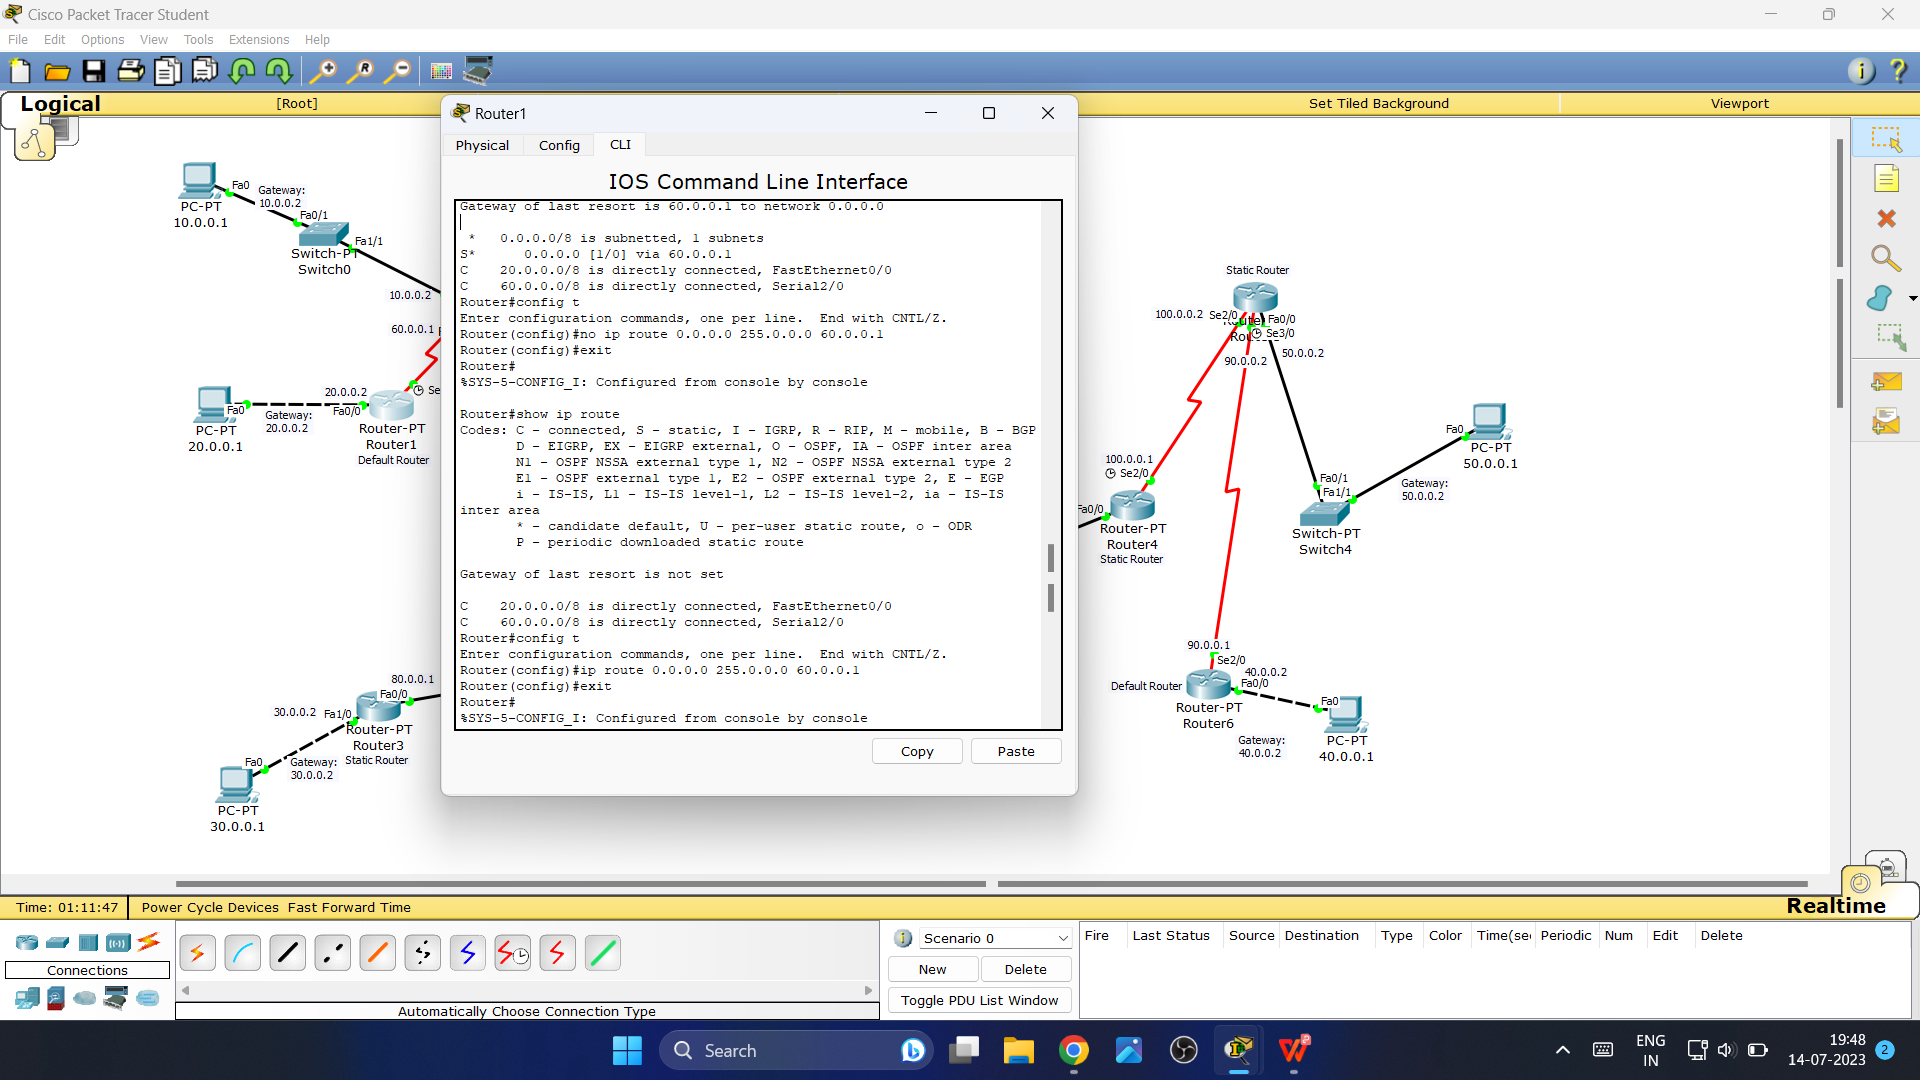 Cisco Packet Tracer Student
File Edit Options View Tools Extensions Help
Logical
[Root]
Set Tiled Background
Viewport
Router1
Physical Config CLI
IOS Command Line Interface
Gateway of last resort is 60.0.0.1 to network 0.0.0.0
* 0.0.0.0/8 is subnetted, 1 subnets
S* 0.0.0.0 [1/0] via 60.0.0.1
C 20.0.0.0/8 is directly connected, FastEthernet0/0
C 60.0.0.0/8 is directly connected, Serial2/0
Router#config t
Enter configuration commands, one per line. End with CNTL/Z.
Router(config)#no ip route 0.0.0.0 255.0.0.0 60.0.0.1
Router(config)#exit
Router#
%SYS-5-CONFIG_I: Configured from console by console
Router#show ip route
Codes: C - connected, S - static, I - IGRP, R - RIP, M - mobile, B - BGP
D - EIGRP, EX - EIGRP external, O - OSPF, IA - OSPF inter area
N1 - OSPF NSSA external type 1, N2 - OSPF NSSA external type 2
E1 - OSPF external type 1, E2 - OSPF external type 2, E - EGP
i - IS-IS, L1 - IS-IS level-1, L2 - IS-IS level-2, ia - IS-IS
inter area
* - candidate default, U - per-user static route, o - ODR
P - periodic downloaded static route
Gateway of last resort is not set
C 20.0.0.0/8 is directly connected, FastEthernet0/0
C 60.0.0.0/8 is directly connected, Serial2/0
Router#config t
Enter configuration commands, one per line. End with CNTL/Z.
Router(config)#ip route 0.0.0.0 255.0.0.0 60.0.0.1
Router(config)#exit
Router#
%SYS-5-CONFIG_I: Configured from console by console
Copy Paste
Fa0
Gateway:
10.0.0.2
PC-PT
10.0.0.1
Fa0/1
Fa1/1
Switch-PT
Switch0
10.0.0.2
60.0.0.1
20.0.0.2
Se
Fa0
Gateway:
20.0.0.2
Fa0/0
PC-PT
20.0.0.1
Router-PT
Router1
Default Router
80.0.0.1
Fa0/0
30.0.0.2 Fa1/0
Router-PT
Router3
Static Router
Fa0
Gateway:
30.0.0.2
PC-PT
30.0.0.1
Static Router
100.0.0.2 Se2/0
Fa0/0
Se3/0
90.0.0.2
50.0.0.2
100.0.0.1
Se2/0
Fa0/0
Router-PT
Router4
Static Router
Fa0
PC-PT
50.0.0.1
Fa0/1
Fa1/1
Gateway:
50.0.0.2
Switch-PT
Switch4
90.0.0.1
Se2/0
40.0.0.2
Fa0/0
Default Router
Router-PT
Router6
Fa0
Gateway:
40.0.0.2
PC-PT
40.0.0.1
Time: 01:11:47 Power Cycle Devices Fast Forward Time
Realtime
Connections
Automatically Choose Connection Type
Scenario 0
New Delete
Toggle PDU List Window
Fire Last Status Source Destination Type Color Time(sec Periodic Num Edit Delete
Search
ENG
IN
19:48
14-07-2023
2